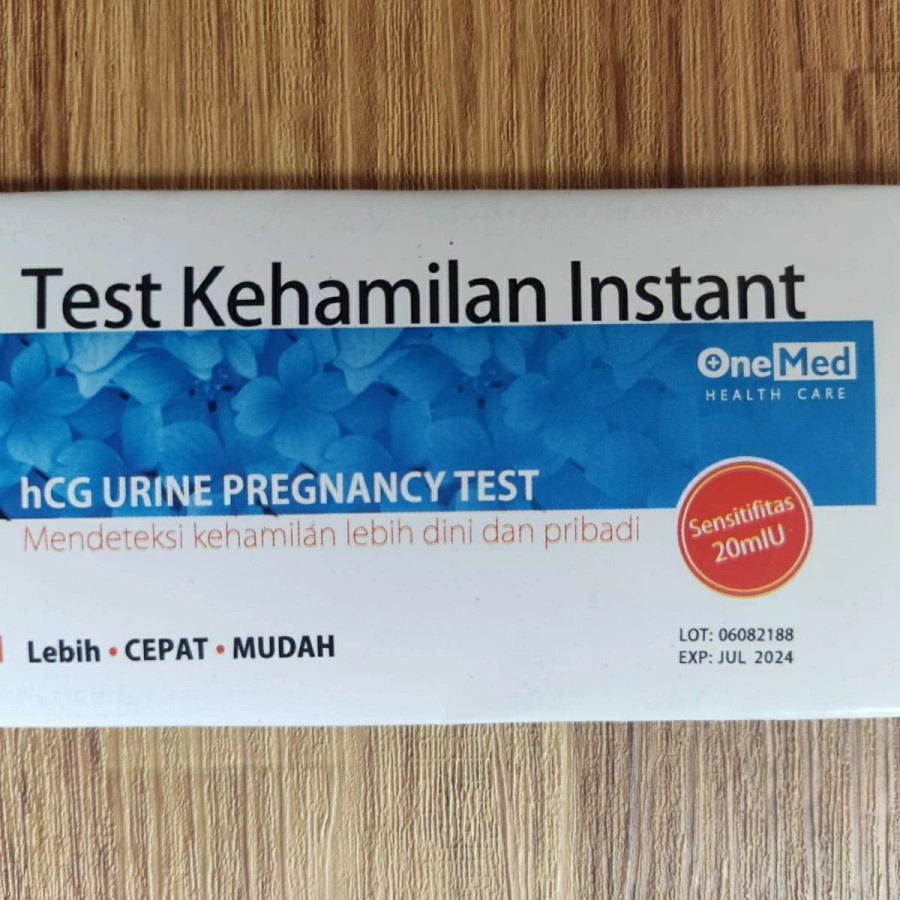 Test Kehamilan Instant
OneMed
HEALTH CARE
hCG URINE PREGNANCY TEST
Mendeteksi kehamilan lebih dini dan pribadi
Sensitifitas
20mIU
Lebih • CEPAT • MUDAH
LOT: 06082188
EXP: JUL 2024